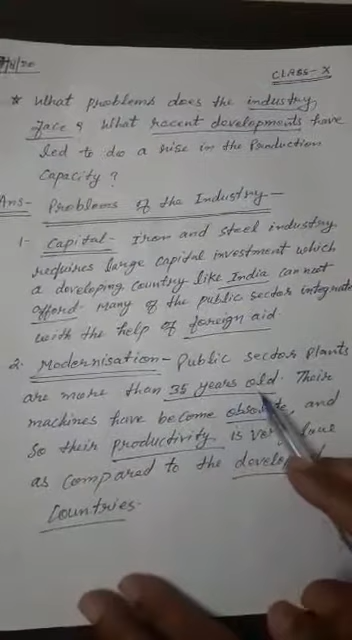 CLASS-X
* What problems does the industry
face & What recent developments have
led to do a rise in the Production
Capacity?
Ans- Problems of the Industry-
1- Capital- Iron and Steel industry
requires large Capital investment which
a developing Country like India can not
afford. Many of the public sector
with the help of foreign aid.
2. Modernisation- Public Sector Plants
are more than 35 years old. Their
machines have become and
So their productivity is very
as compared to the
Countries.